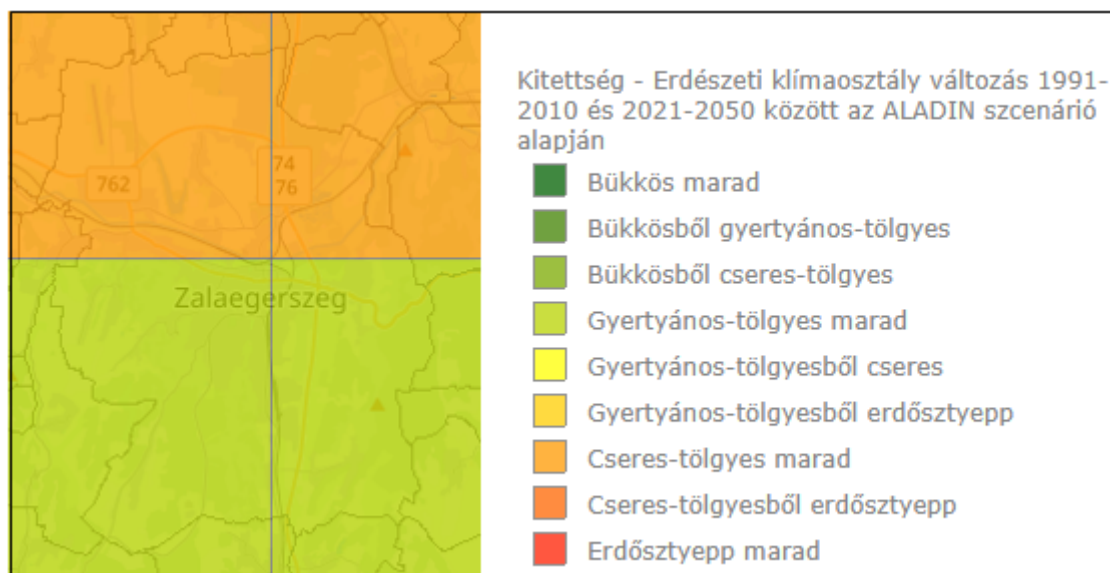 762
74
76
Zalaegerszeg
Kitettség - Erdészeti klímaosztály változás 1991-
2010 és 2021-2050 között az ALADIN szcenárió
alapján
Bükkös marad
Bükkösből gyertyános-tölgyes
Bükkösből cseres-tölgyes
Gyertyános-tölgyes marad
Gyertyános-tölgyesből cseres
Gyertyános-tölgyesből erdősztyepp
Cseres-tölgyes marad
Cseres-tölgyesből erdősztyepp
Erdősztyepp marad